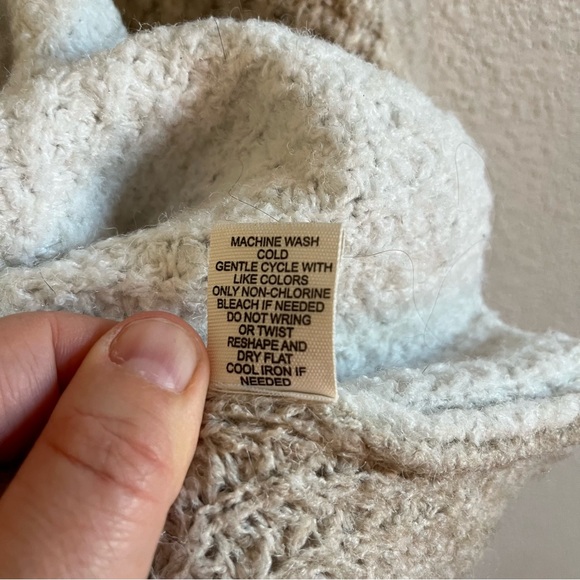 MACHINE WASH
COLD
GENTLE CYCLE WITH
LIKE COLORS
ONLY NON-CHLORINE
BLEACH IF NEEDED
DO NOT WRING
OR TWIST
RESHAPE AND
DRY FLAT
COOL IRON IF
NEEDED